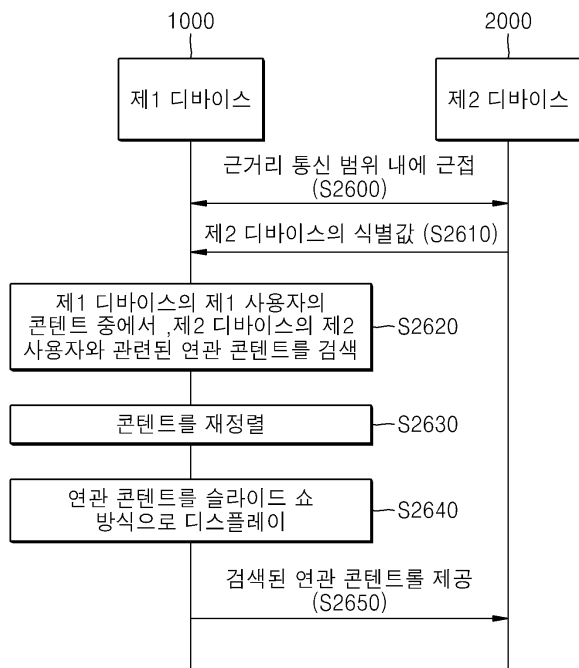 1000
2000
제1 디바이스
제2 디바이스
근거리 통신 범위 내에 근접
(S2600)
제2 디바이스의 식별값 (S2610)
제1 디바이스의 제1 사용자의
콘텐트 중에서 ,제2 디바이스의 제2
사용자와 관련된 연관 콘텐트를 검색
S2620
콘텐트를 재정렬
S2630
연관 콘텐트를 슬라이드 쇼
방식으로 디스플레이
S2640
검색된 연관 콘텐트롤 제공
(S2650)